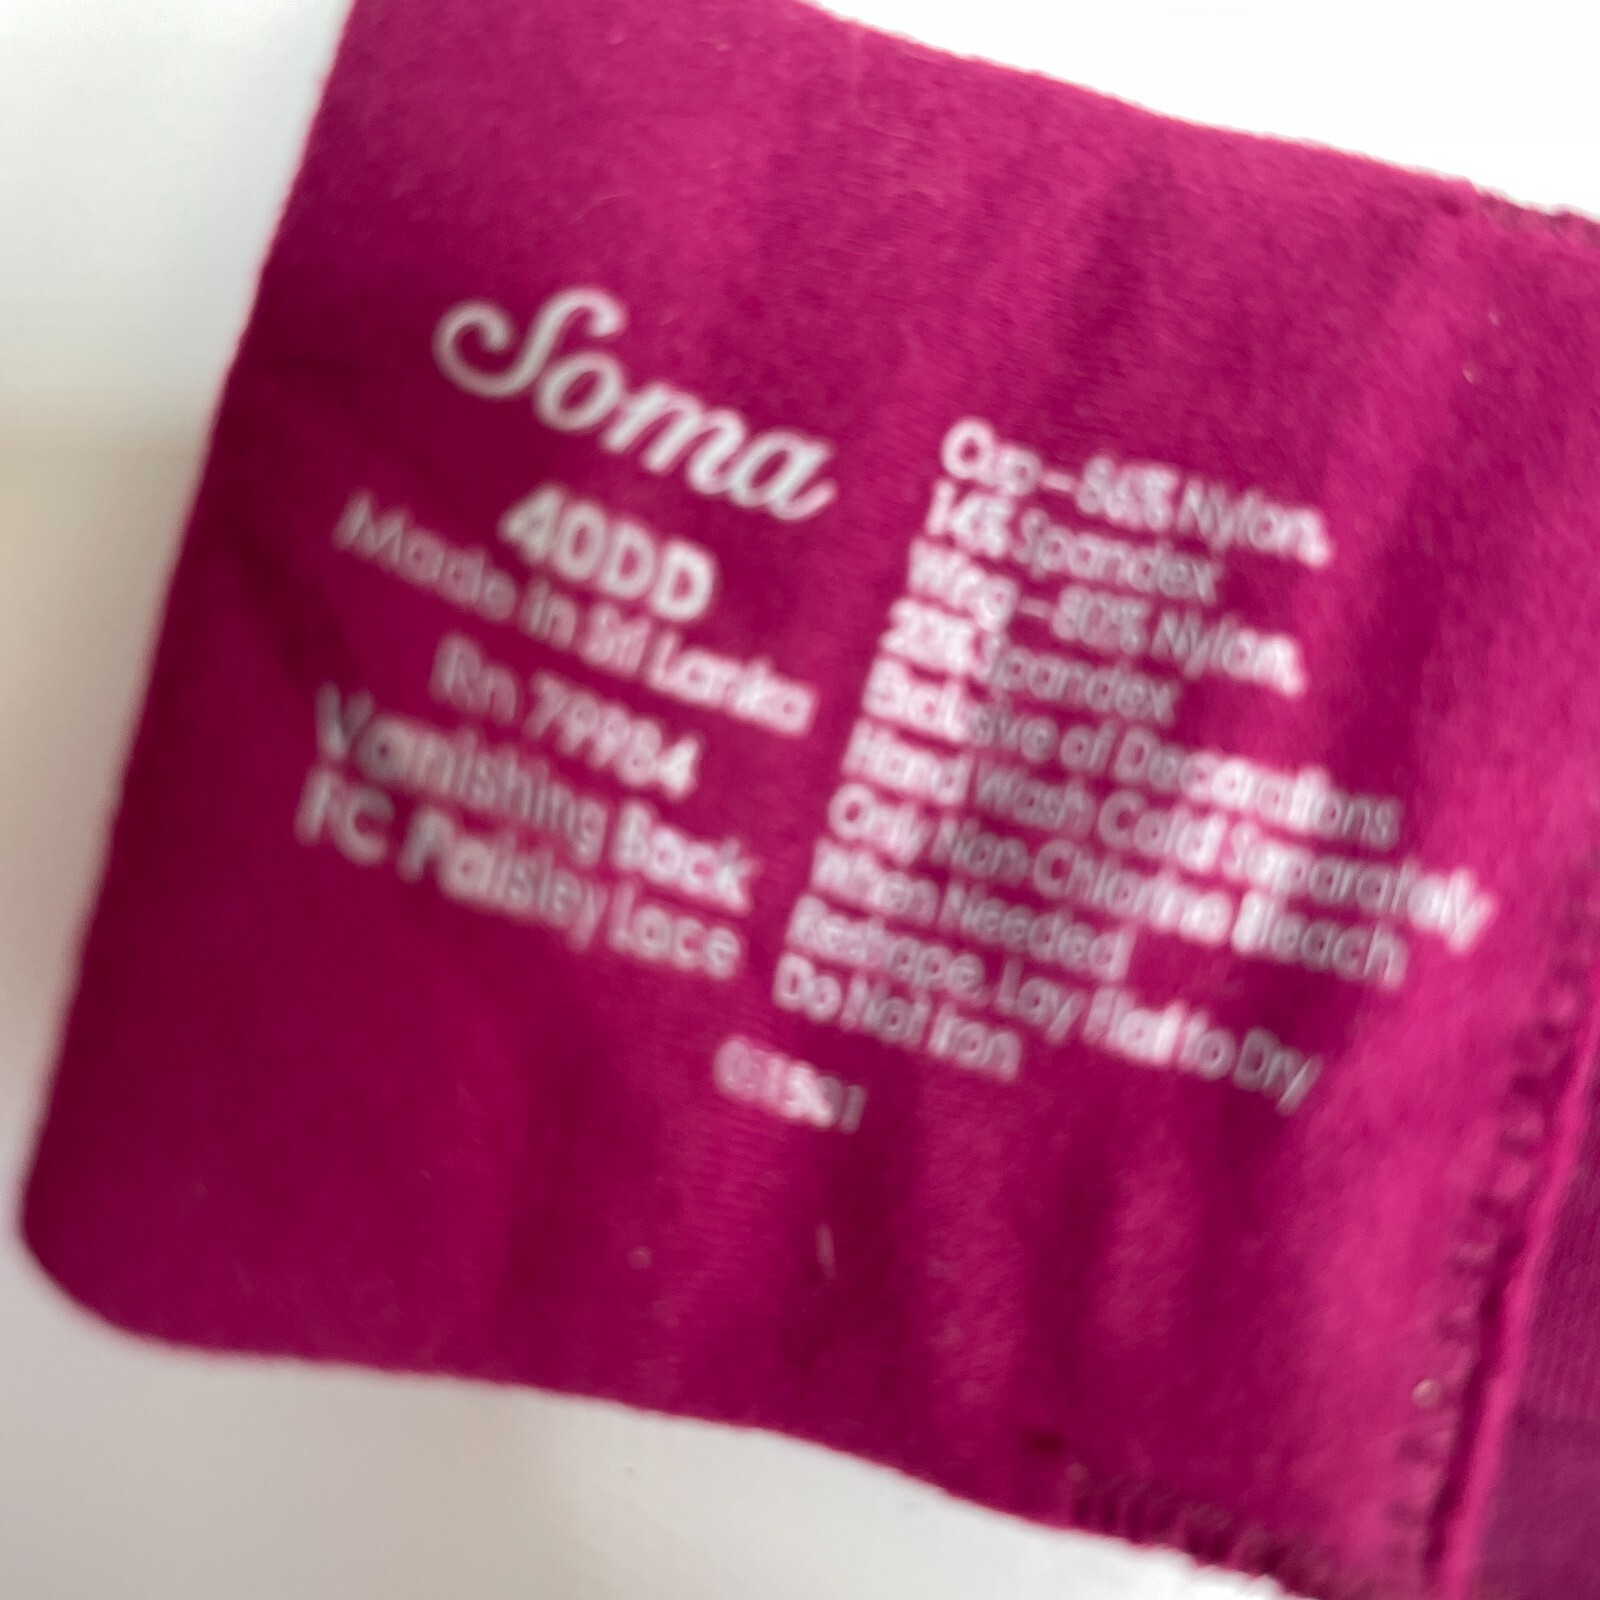 Soma
40DD
Made in Sri Lanka
Rn 79984
Vanishing Back
FC Paisley Lace
Cup – 86% Nylon,
14% Spandex
Wing – 80% Nylon,
20% Spandex
Exclusive of Decorations
Hand Wash Cold Separately
Only Non-Chlorine Bleach
When Needed
Reshape, Lay Flat to Dry
Do Not Iron